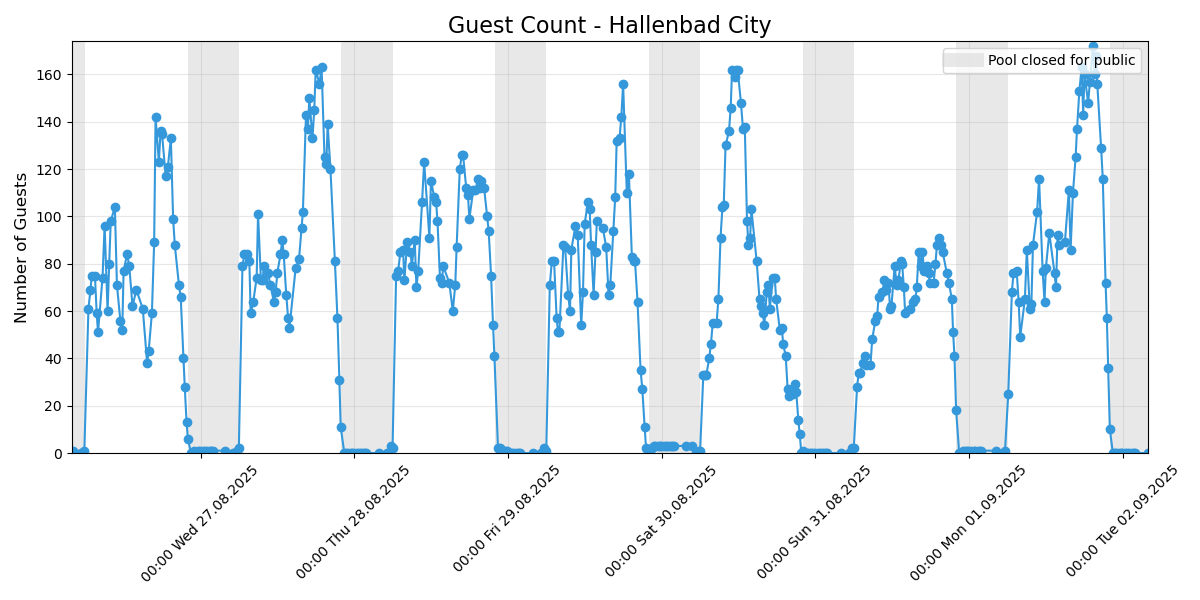 Guest Count - Hallenbad City
Pool closed for public
Number of Guests
160
140
120
100
80
60
40
20
0
00:00 Wed 27.08.2025
00:00 Thu 28.08.2025
00:00 Fri 29.08.2025
00:00 Sat 30.08.2025
00:00 Sun 31.08.2025
00:00 Mon 01.09.2025
00:00 Tue 02.09.2025